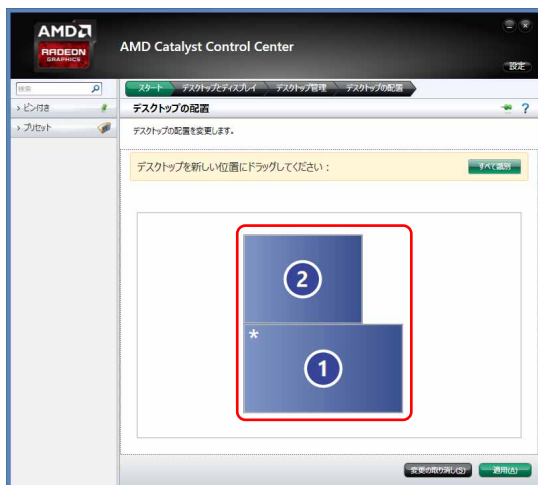 AMD
RADEON
GRAPHICS
AMD Catalyst Control Center
設定
検索
スタート デスクトップとディスプレイ デスクトップ管理 デスクトップの配置
ピン付き
プリセット
デスクトップの配置
?
デスクトップの配置を変更します。
デスクトップを新しい位置にドラッグしてください：
すべて識別
2
*
1
変更の取り消し(S)
適用(A)